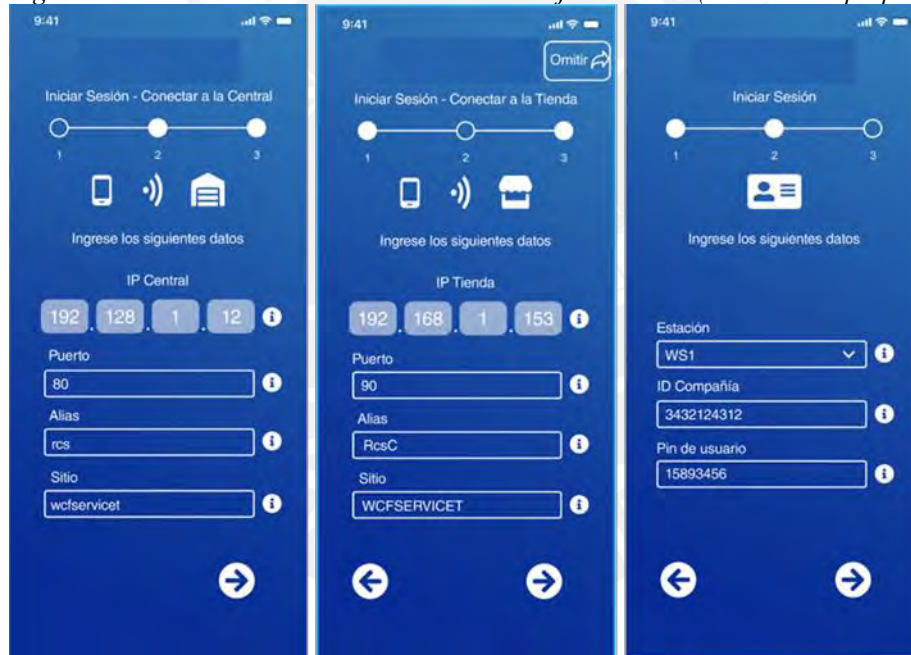 9:41
Iniciar Sesión - Conectar a la Central
1 2 3
Ingrese los siguientes datos
IP Central
192 . 128 . 1 . 12
Puerto
80
Alias
rcs
Sitio
wcfservicet
9:41
Omitir
Iniciar Sesión - Conectar a la Tienda
1 2 3
Ingrese los siguientes datos
IP Tienda
192 . 168 . 1 . 153
Puerto
90
Alias
RcsC
Sitio
WCFSERVICET
9:41
Iniciar Sesión
1 2 3
Ingrese los siguientes datos
Estación
WS1
ID Compañía
3432124312
Pin de usuario
15893456